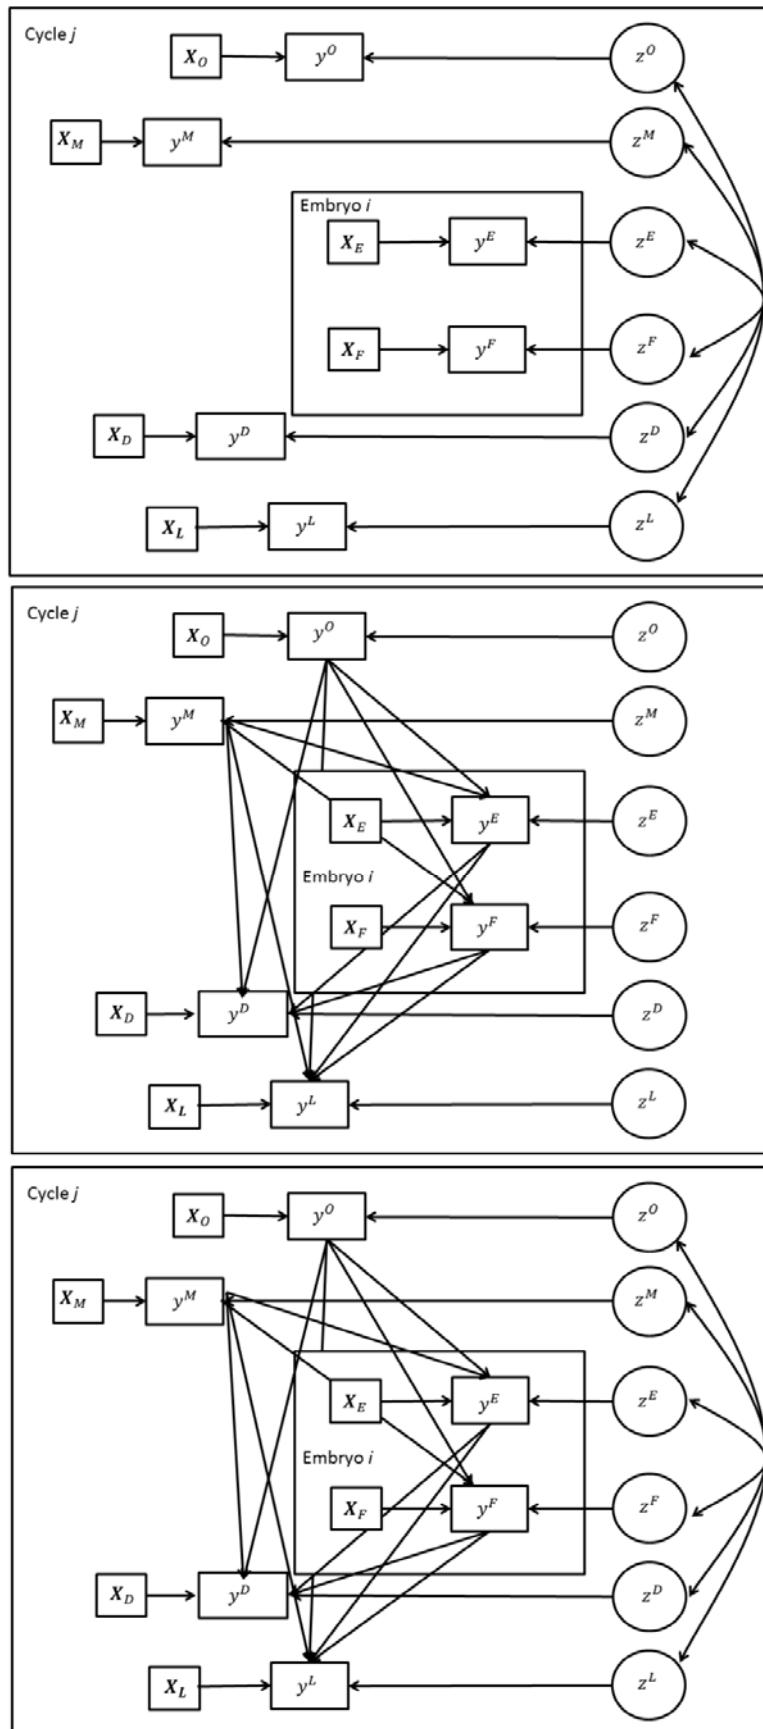 Cycle j
X_O y^O z^O
X_M y^M z^M
Embryo i
X_E y^E z^E
X_F y^F z^F
X_D y^D z^D
X_L y^L z^L
Cycle j
X_O y^O z^O
X_M y^M z^M
X_E y^E z^E
Embryo i
X_F y^F z^F
X_D y^D z^D
X_L y^L z^L
Cycle j
X_O y^O z^O
X_M y^M z^M
X_E y^E z^E
Embryo i
X_F y^F z^F
X_D y^D z^D
X_L y^L z^L